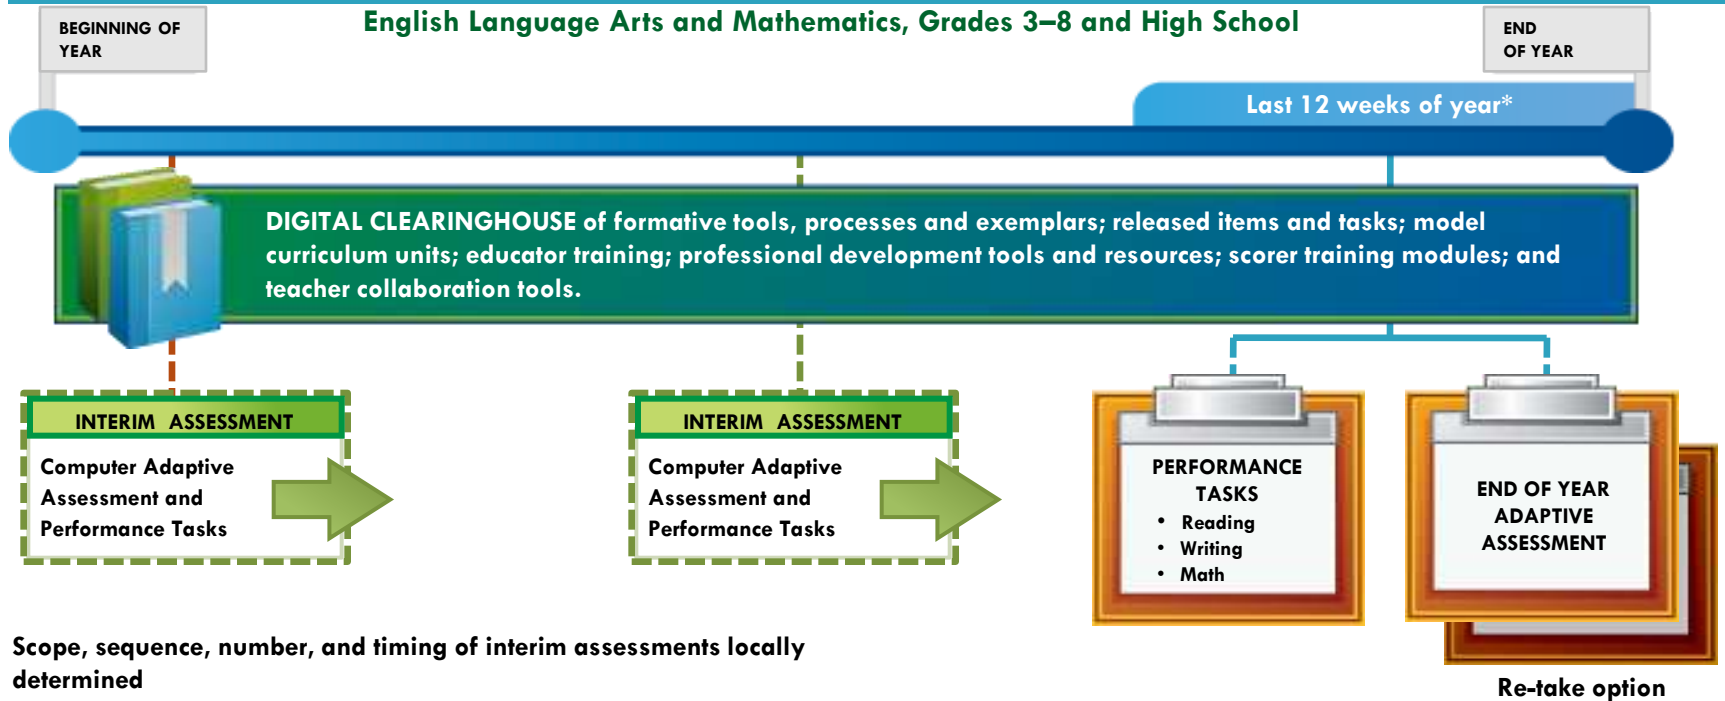 English Language Arts and Mathematics, Grades 3–8 and High School
BEGINNING OF
YEAR
END
OF YEAR
Last 12 weeks of year*
DIGITAL CLEARINGHOUSE of formative tools, processes and exemplars; released items and tasks; model
curriculum units; educator training; professional development tools and resources; scorer training modules; and
teacher collaboration tools.
INTERIM ASSESSMENT
Computer Adaptive
Assessment and
Performance Tasks
INTERIM ASSESSMENT
Computer Adaptive
Assessment and
Performance Tasks
PERFORMANCE
TASKS
• Reading
• Writing
• Math
END OF YEAR
ADAPTIVE
ASSESSMENT
Scope, sequence, number, and timing of interim assessments locally
determined
Re-take option